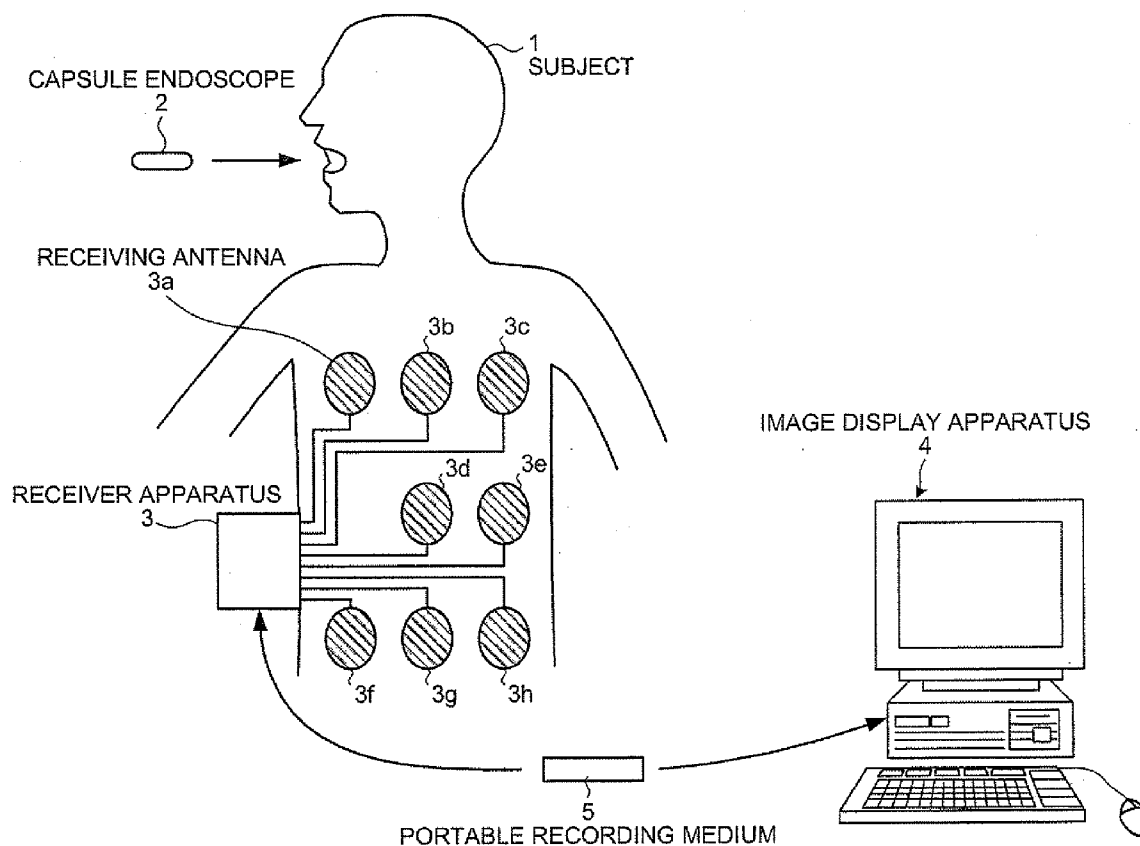 1
SUBJECT
CAPSULE ENDOSCOPE
2
RECEIVING ANTENNA
3a
3b
3c
IMAGE DISPLAY APPARATUS
4
3d
3e
RECEIVER APPARATUS
3
3f
3g
3h
5
PORTABLE RECORDING MEDIUM